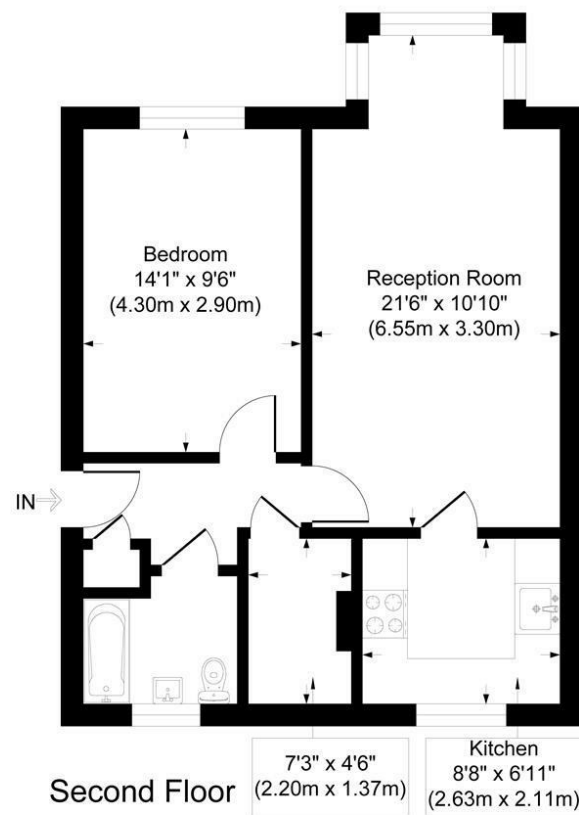 Bedroom
14'1" x 9'6"
(4.30m x 2.90m)
Reception Room
21'6" x 10'10"
(6.55m x 3.30m)
IN
7'3" x 4'6"
(2.20m x 1.37m)
Kitchen
8'8" x 6'11"
(2.63m x 2.11m)
Second Floor